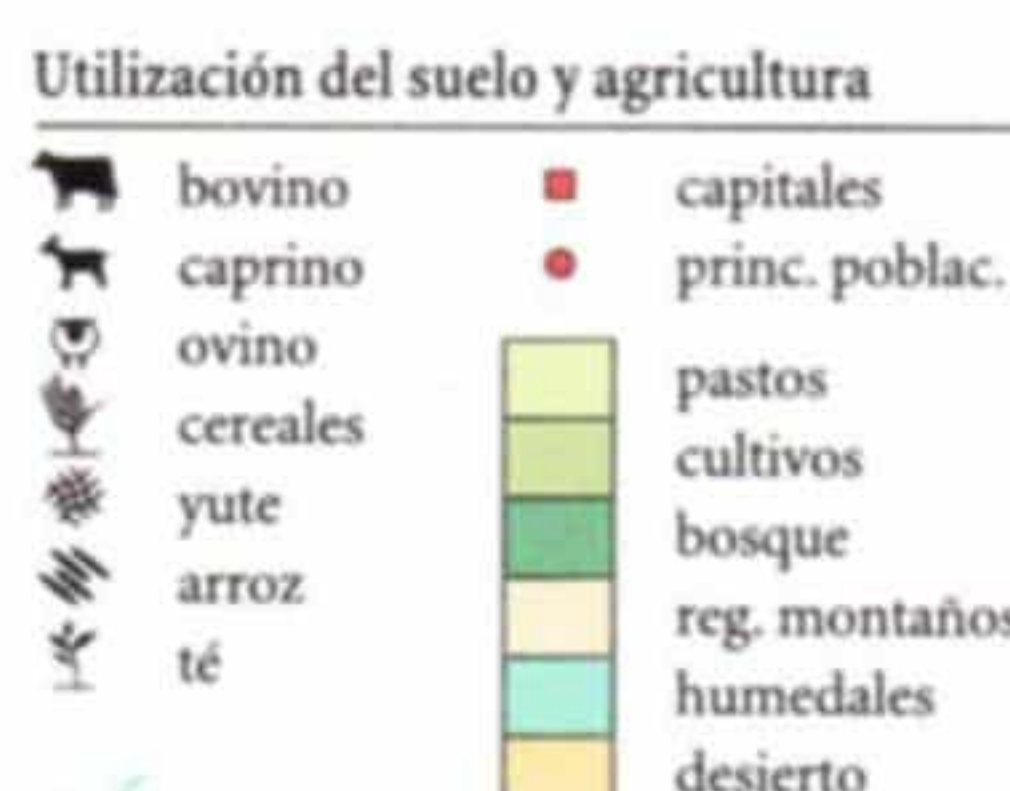 Utilización del suelo y agricultura
bovino
caprino
ovino
cereales
yute
arroz
té
capitales
princ. poblac.
pastos
cultivos
bosque
reg. montaños
humedales
desierto